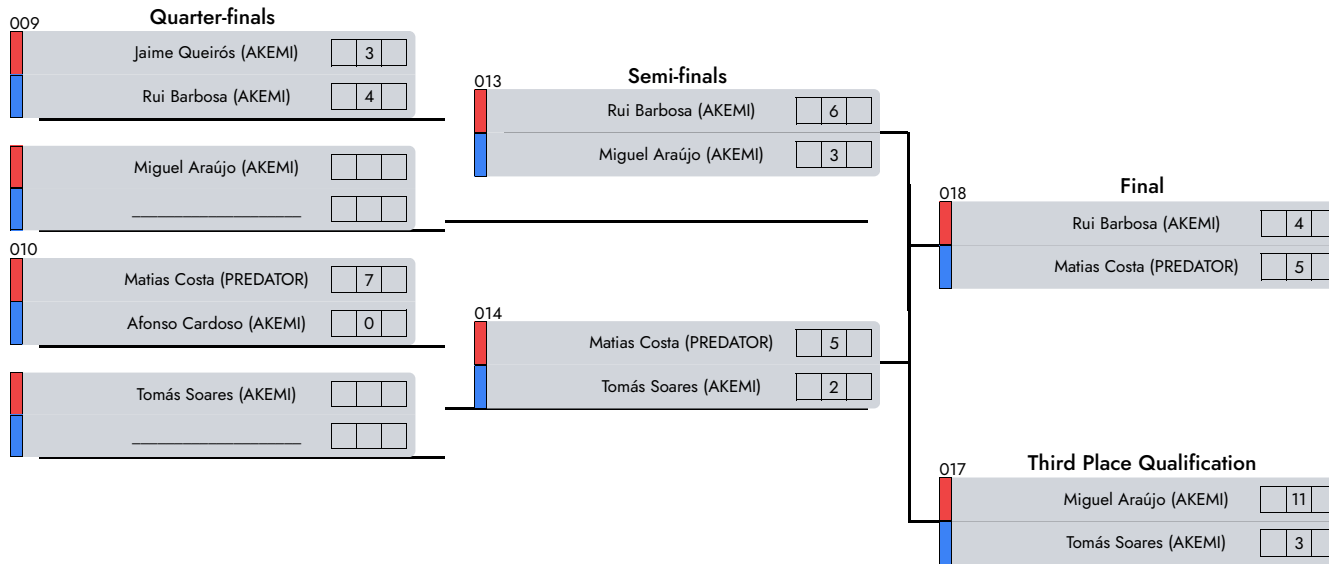 Quarter-finals
009
Jaime Queirós (AKEMI) 3
Rui Barbosa (AKEMI) 4
Miguel Araújo (AKEMI)
____________________
010
Matias Costa (PREDATOR) 7
Afonso Cardoso (AKEMI) 0
Tomás Soares (AKEMI)
____________________
Semi-finals
013
Rui Barbosa (AKEMI) 6
Miguel Araújo (AKEMI) 3
014
Matias Costa (PREDATOR) 5
Tomás Soares (AKEMI) 2
Final
018
Rui Barbosa (AKEMI) 4
Matias Costa (PREDATOR) 5
Third Place Qualification
017
Miguel Araújo (AKEMI) 11
Tomás Soares (AKEMI) 3